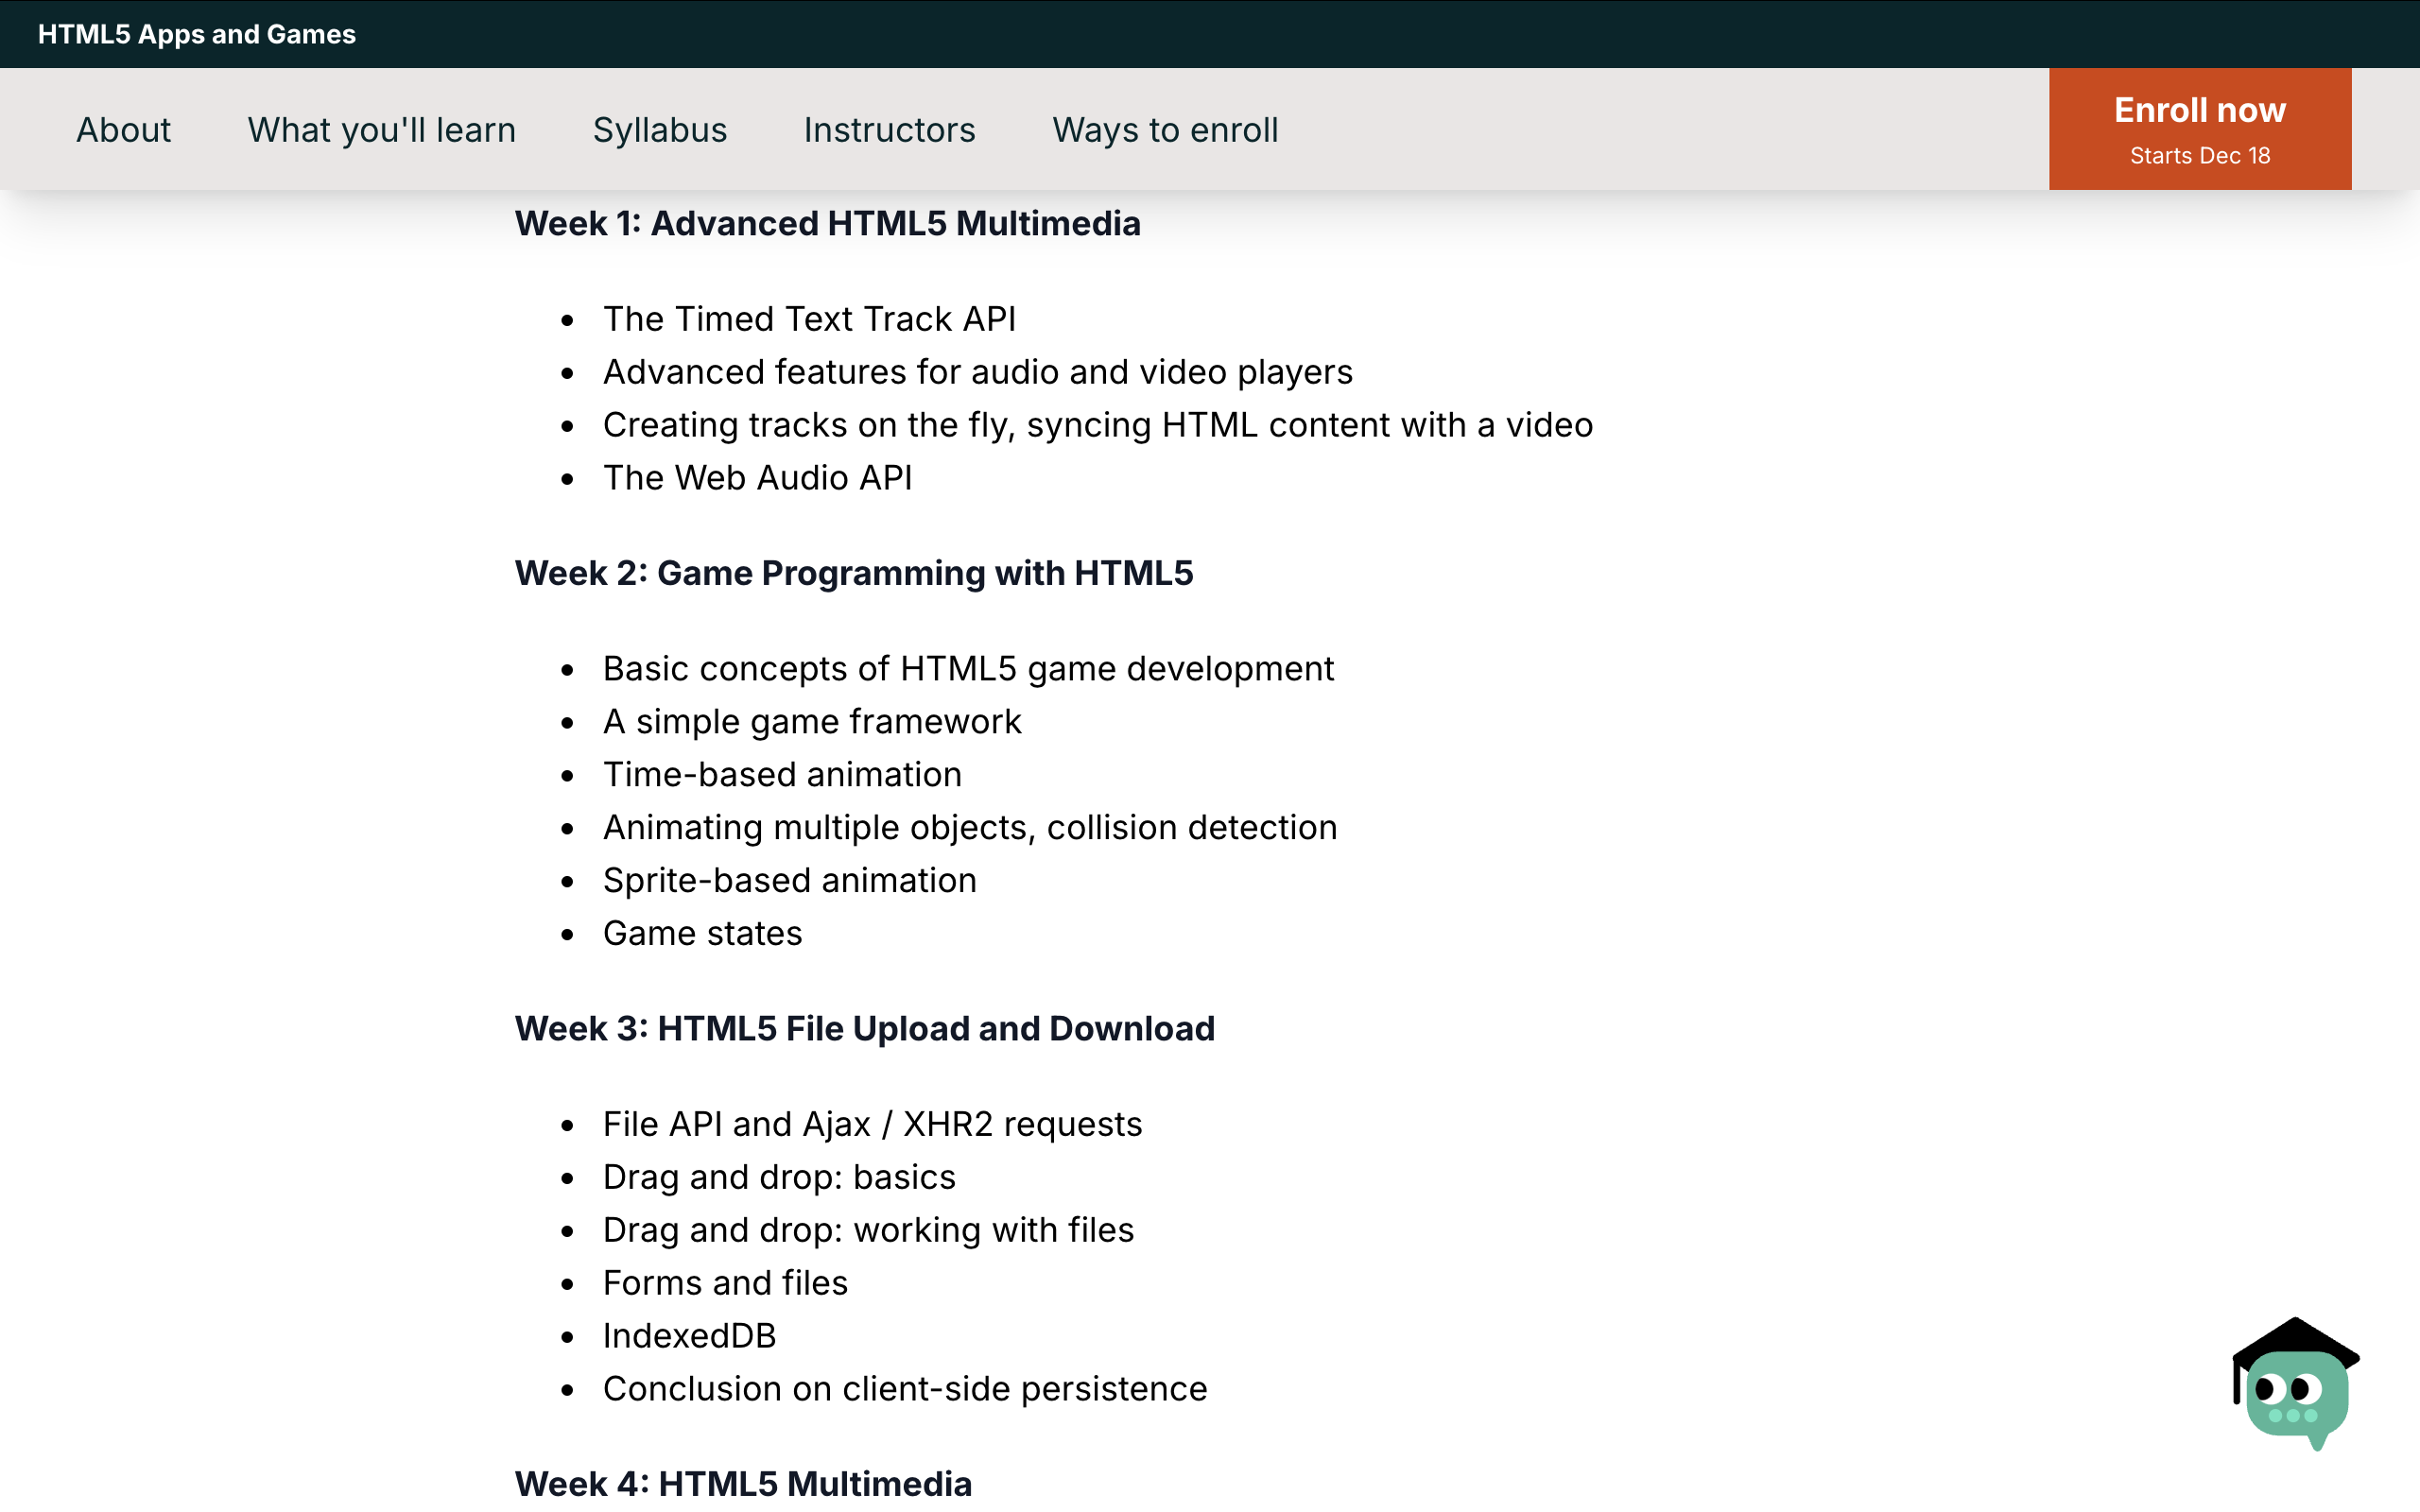 HTML5 Apps and Games
About
What you'll learn
Syllabus
Instructors
Ways to enroll
Enroll now
Starts Dec 18
Week 1: Advanced HTML5 Multimedia
The Timed Text Track API
Advanced features for audio and video players
Creating tracks on the fly, syncing HTML content with a video
The Web Audio API
Week 2: Game Programming with HTML5
Basic concepts of HTML5 game development
A simple game framework
Time-based animation
Animating multiple objects, collision detection
Sprite-based animation
Game states
Week 3: HTML5 File Upload and Download
File API and Ajax / XHR2 requests
Drag and drop: basics
Drag and drop: working with files
Forms and files
IndexedDB
Conclusion on client-side persistence
Week 4: HTML5 Multimedia